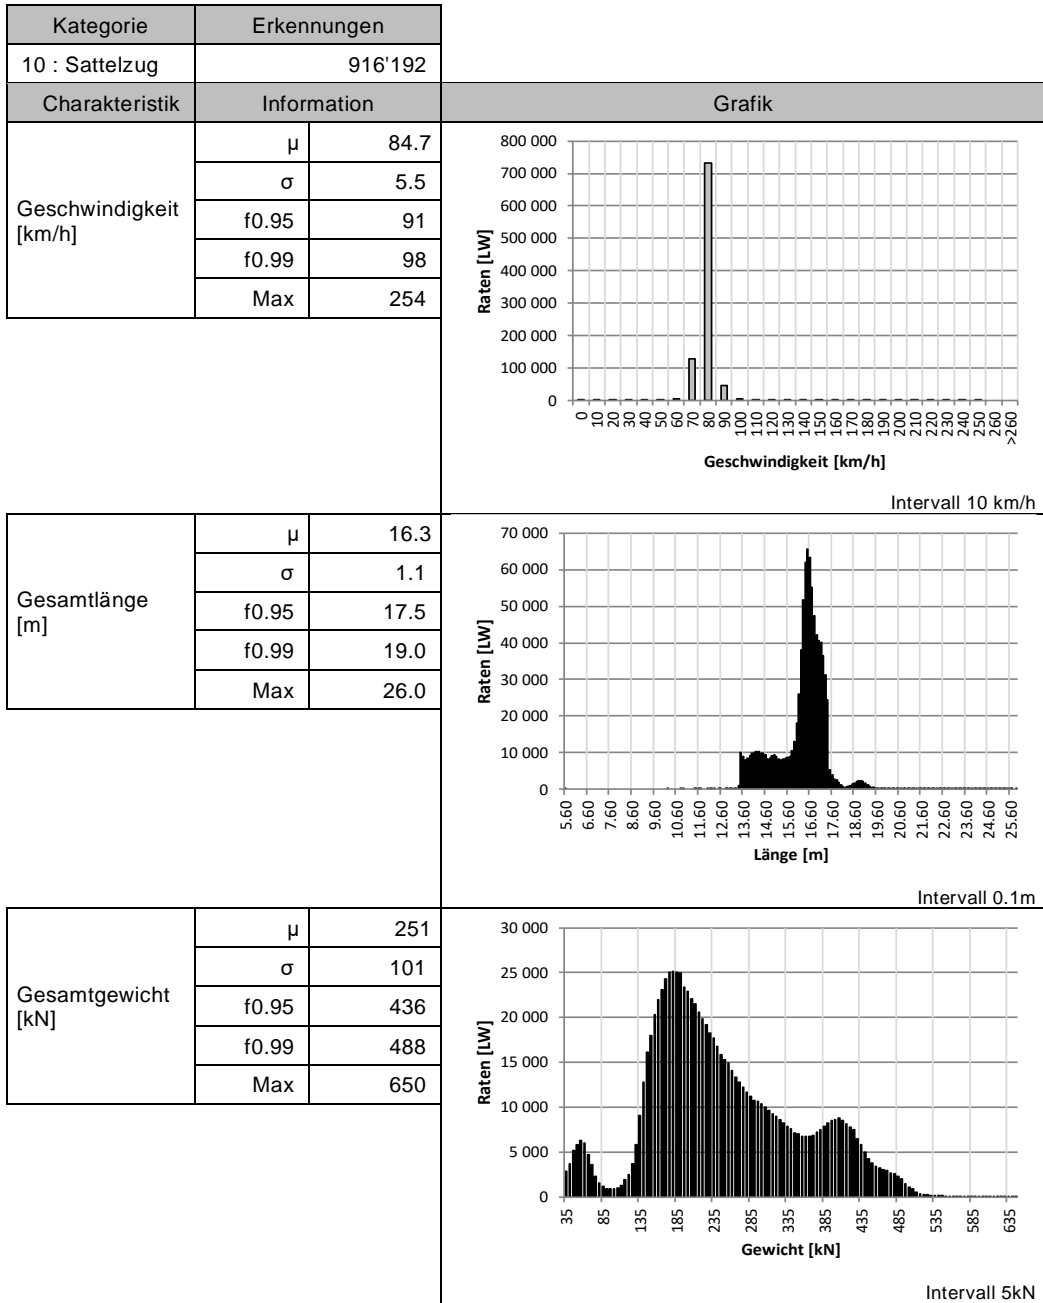 Kategorie Erkennungen
10 : Sattelzug 916'192
Charakteristik Information Grafik
Geschwindigkeit
[km/h]
μ 84.7
σ 5.5
f0.95 91
f0.99 98
Max 254
800 000
700 000
600 000
500 000
400 000
300 000
200 000
100 000
0
Raten [LW]
0 10 20 30 40 50 60 70 80 90 100 110 120 130 140 150 160 170 180 190 200 210 220 230 240 250 260 >260
Geschwindigkeit [km/h]
Intervall 10 km/h
Gesamtlänge
[m]
μ 16.3
σ 1.1
f0.95 17.5
f0.99 19.0
Max 26.0
70 000
60 000
50 000
40 000
30 000
20 000
10 000
0
Raten [LW]
5.60 6.60 7.60 8.60 9.60 10.60 11.60 12.60 13.60 14.60 15.60 16.60 17.60 18.60 19.60 20.60 21.60 22.60 23.60 24.60 25.60
Länge [m]
Intervall 0.1m
Gesamtgewicht
[kN]
μ 251
σ 101
f0.95 436
f0.99 488
Max 650
30 000
25 000
20 000
15 000
10 000
5 000
0
Raten [LW]
35 85 135 185 235 285 335 385 435 485 535 585 635
Gewicht [kN]
Intervall 5kN